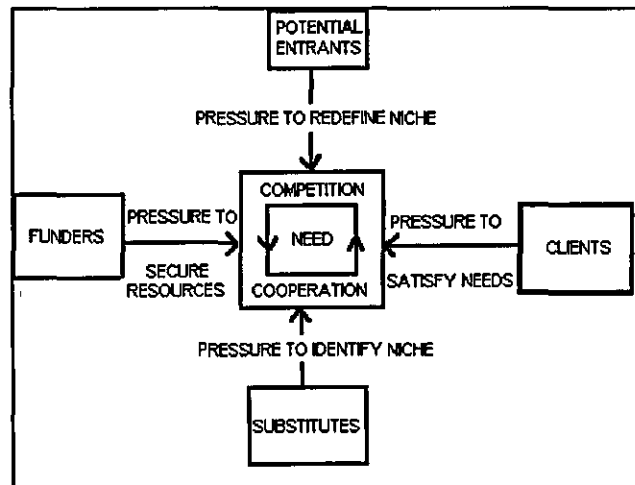 POTENTIAL
ENTRANTS
PRESSURE TO REDEFINE NICHE
COMPETITION
FUNDERS
PRESSURE TO
SECURE
RESOURCES
NEED
PRESSURE TO
SATISFY NEEDS
CLIENTS
COOPERATION
PRESSURE TO IDENTIFY NICHE
SUBSTITUTES